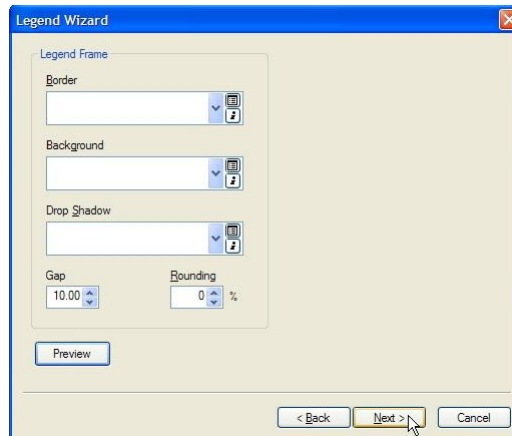 Legend Wizard
Legend Frame
Border
Background
Drop Shadow
Gap Rounding
10.00 0 %
Preview
< Back Next > Cancel